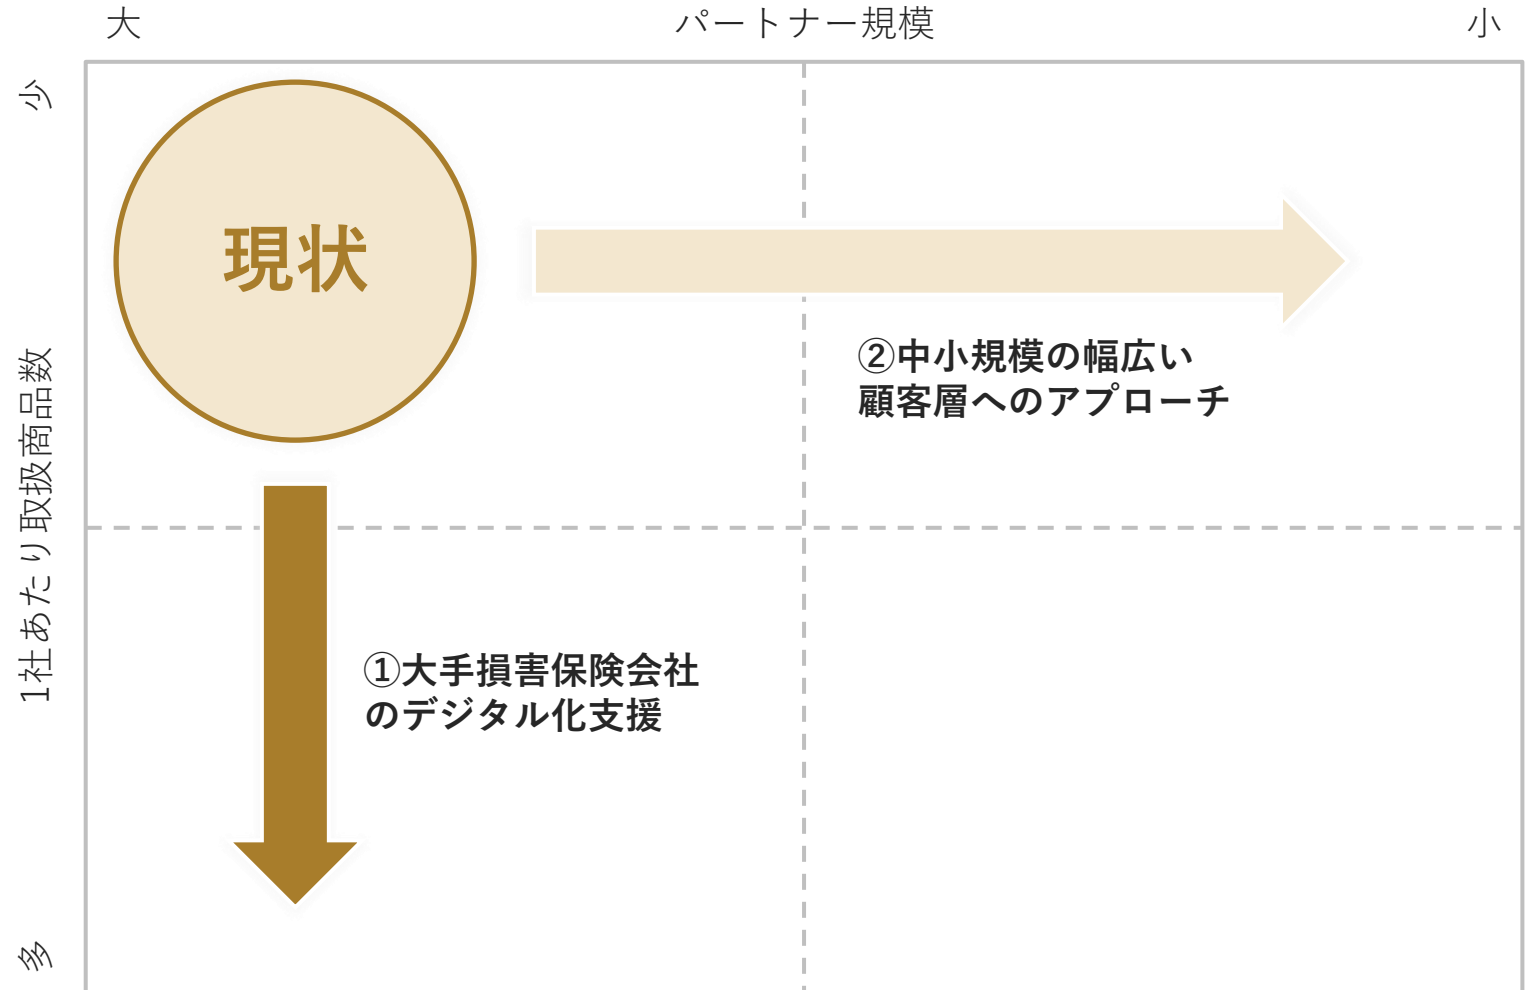 大 パートナー規模 小
少
1社あたり取扱商品数
多
現状
②中小規模の幅広い
顧客層へのアプローチ
①大手損害保険会社
のデジタル化支援